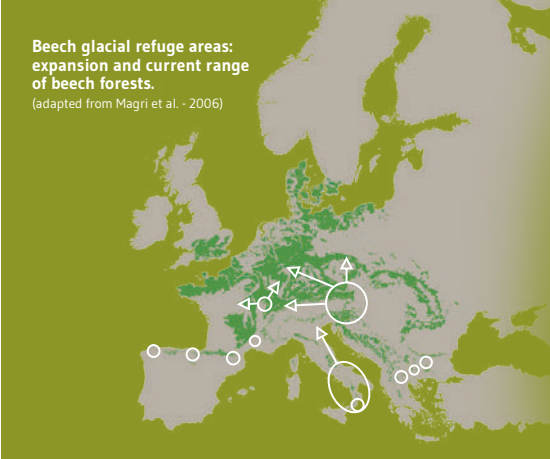 Beech glacial refuge areas:
expansion and current range
of beech forests.
(adapted from Magri et al. - 2006)